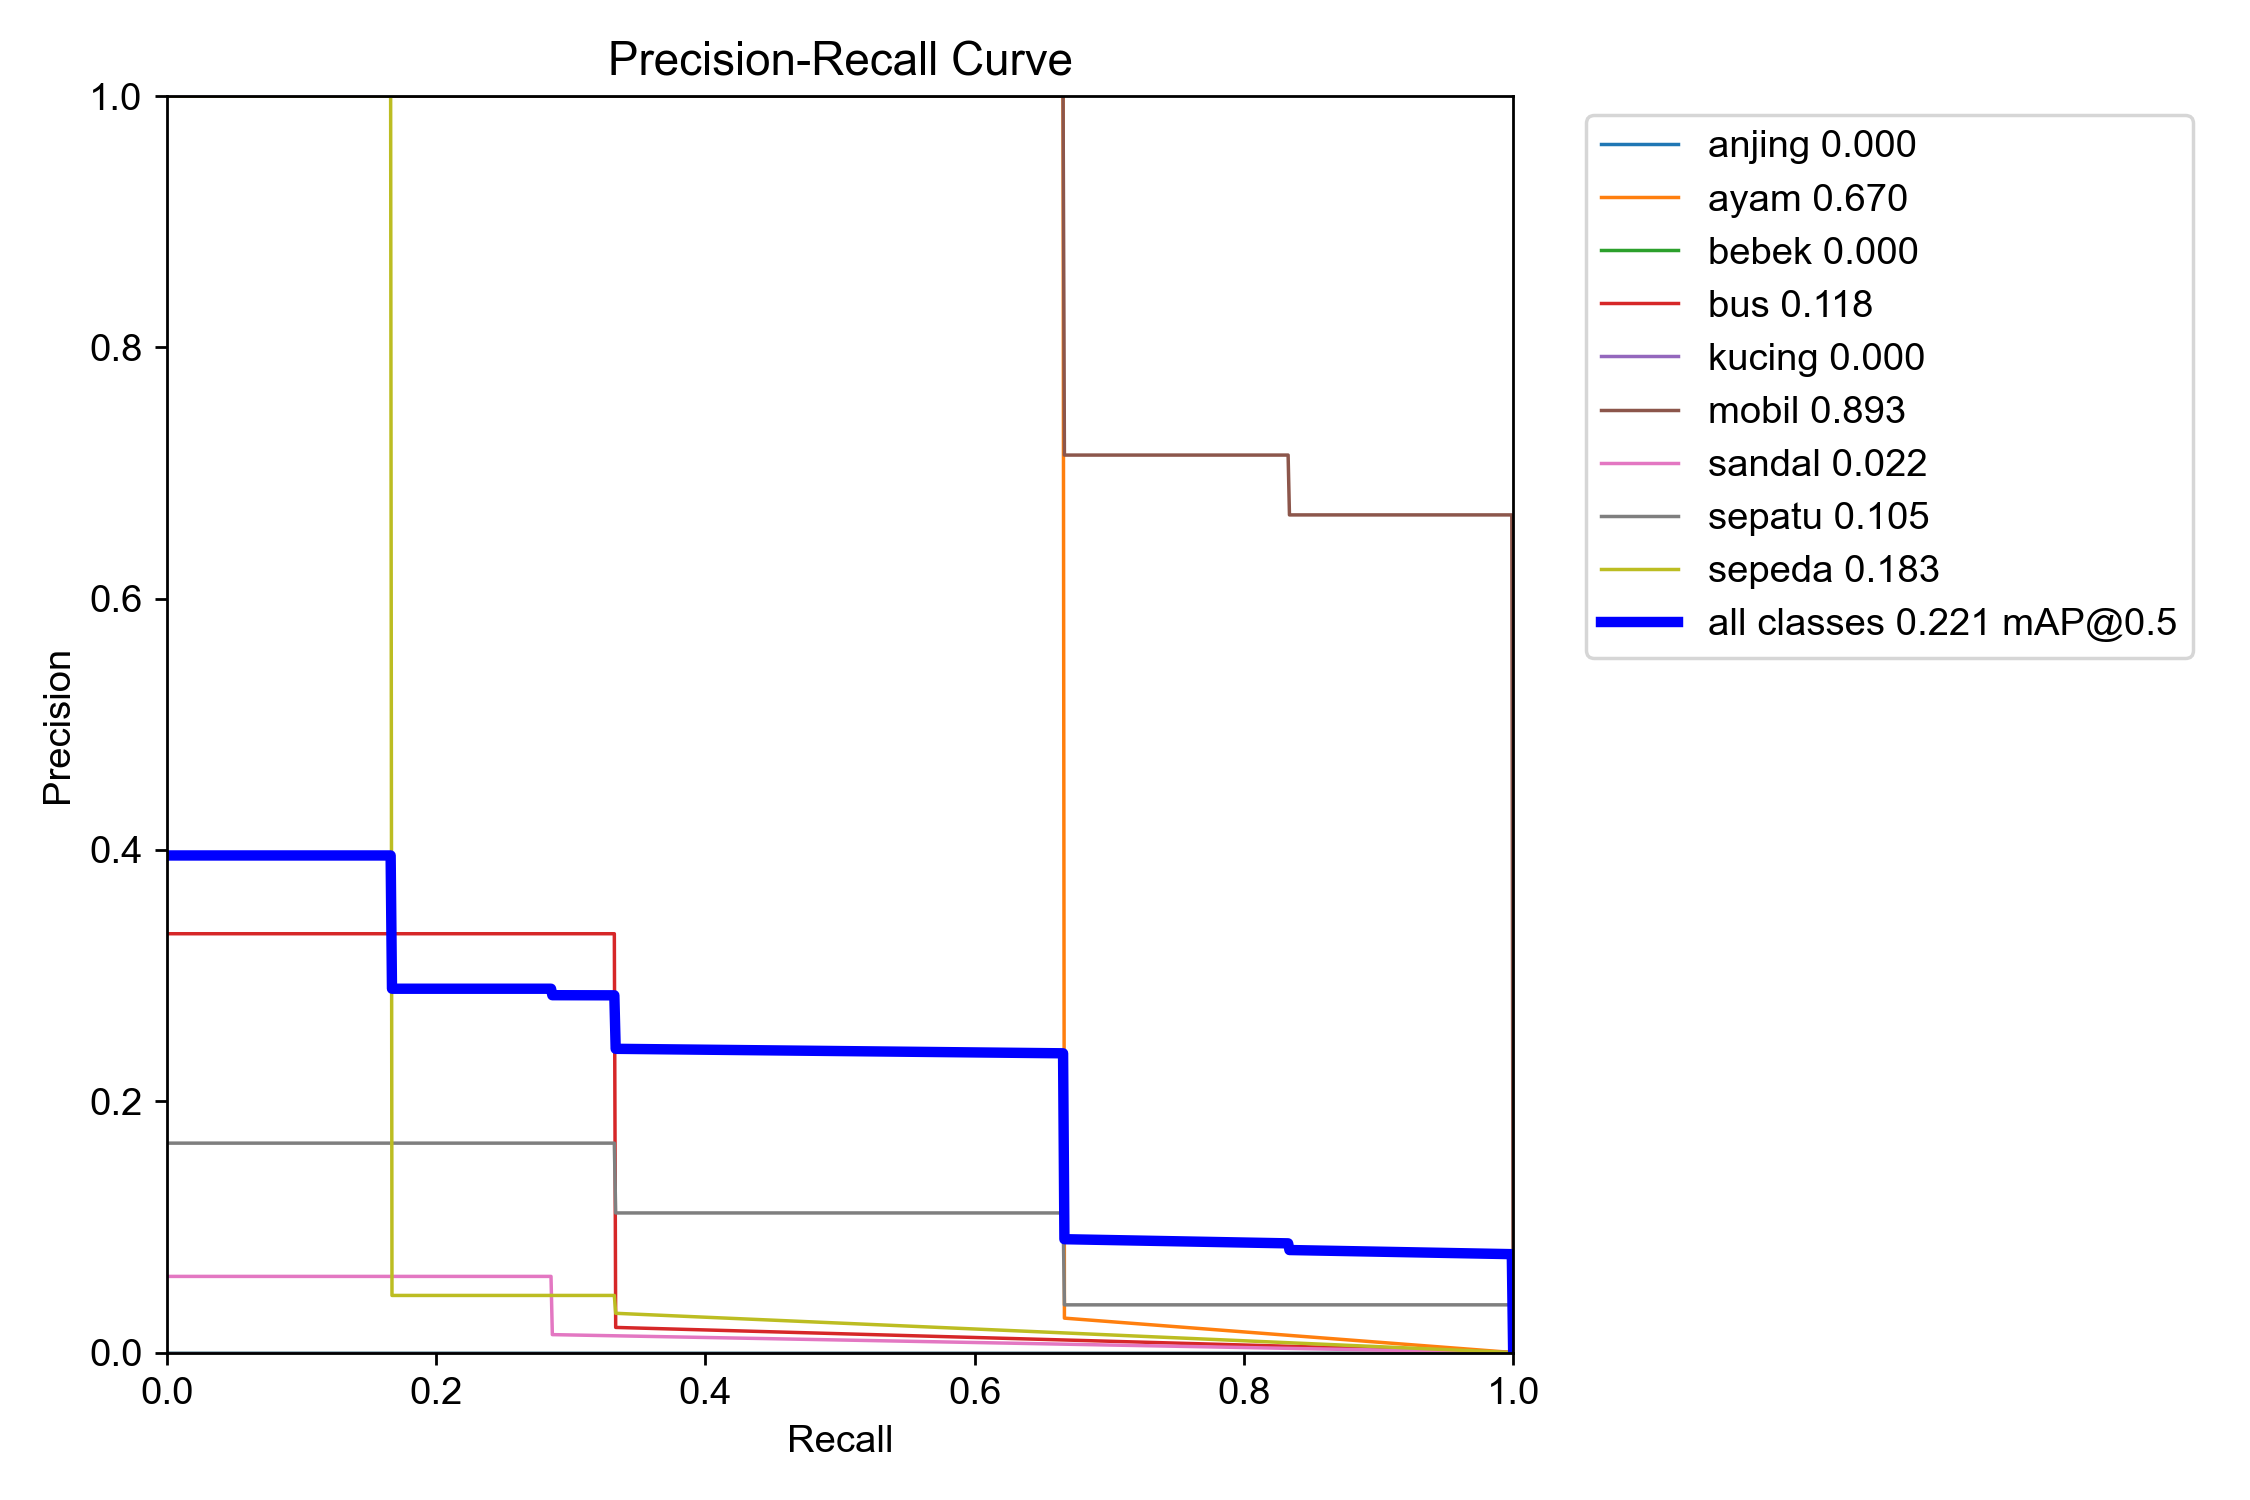 Precision-Recall Curve
1.0
0.8
0.6
0.4
0.2
0.0
Precision
0.0 0.2 0.4 0.6 0.8 1.0
Recall
anjing 0.000
ayam 0.670
bebek 0.000
bus 0.118
kucing 0.000
mobil 0.893
sandal 0.022
sepatu 0.105
sepeda 0.183
all classes 0.221 mAP@0.5